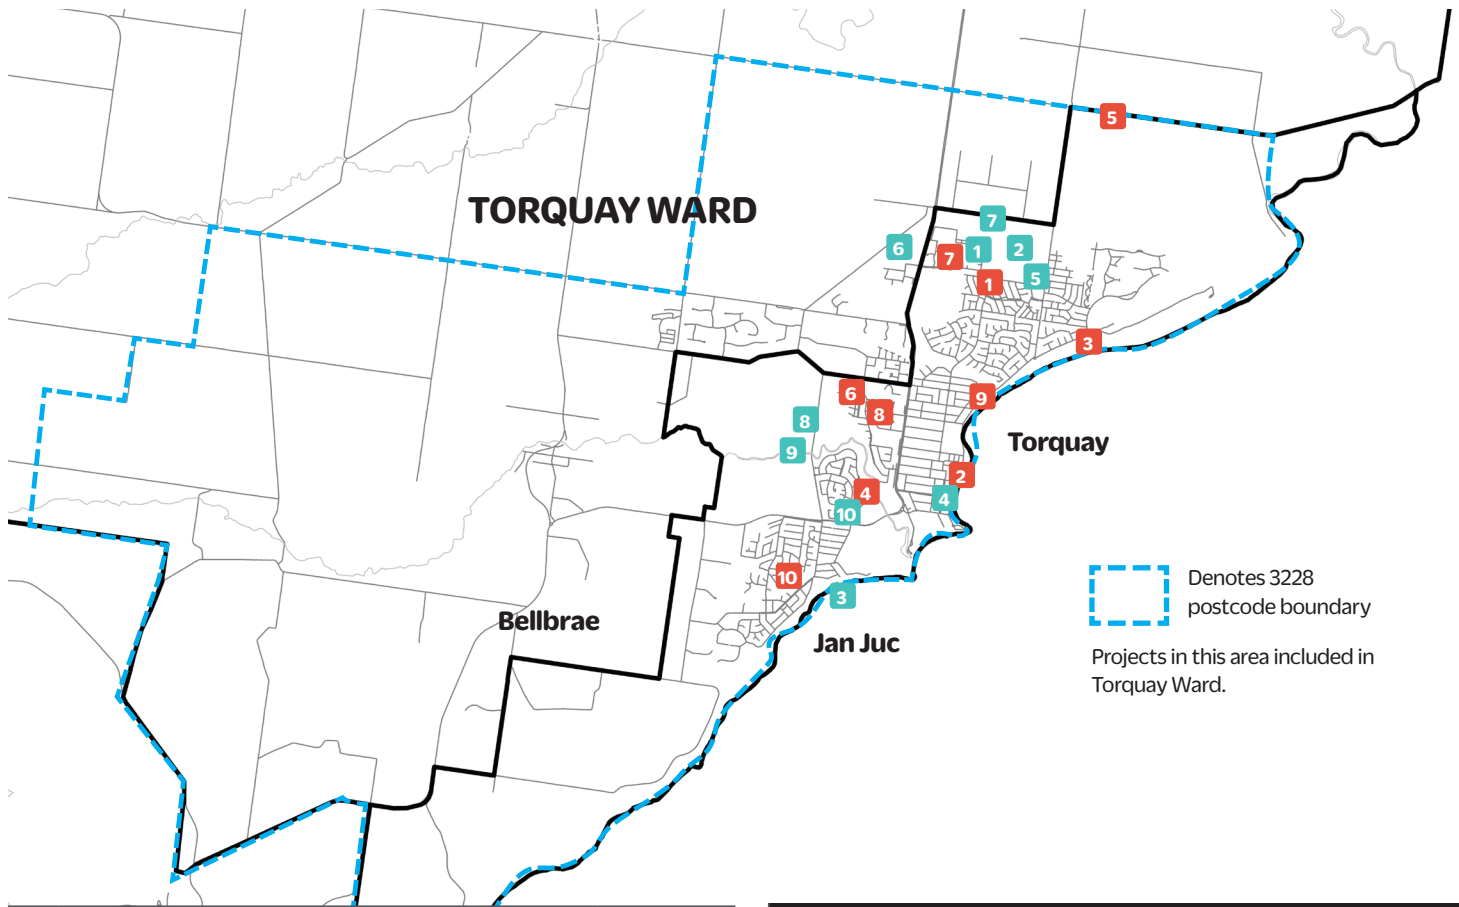 5
TORQUAY WARD
7
6
1
2
7
5
1
3
6
9
8
8
Torquay
9
2
4
4
10
10
3
Denotes 3228
postcode boundary
Bellbrae
Jan Juc
Projects in this area included in
Torquay Ward.